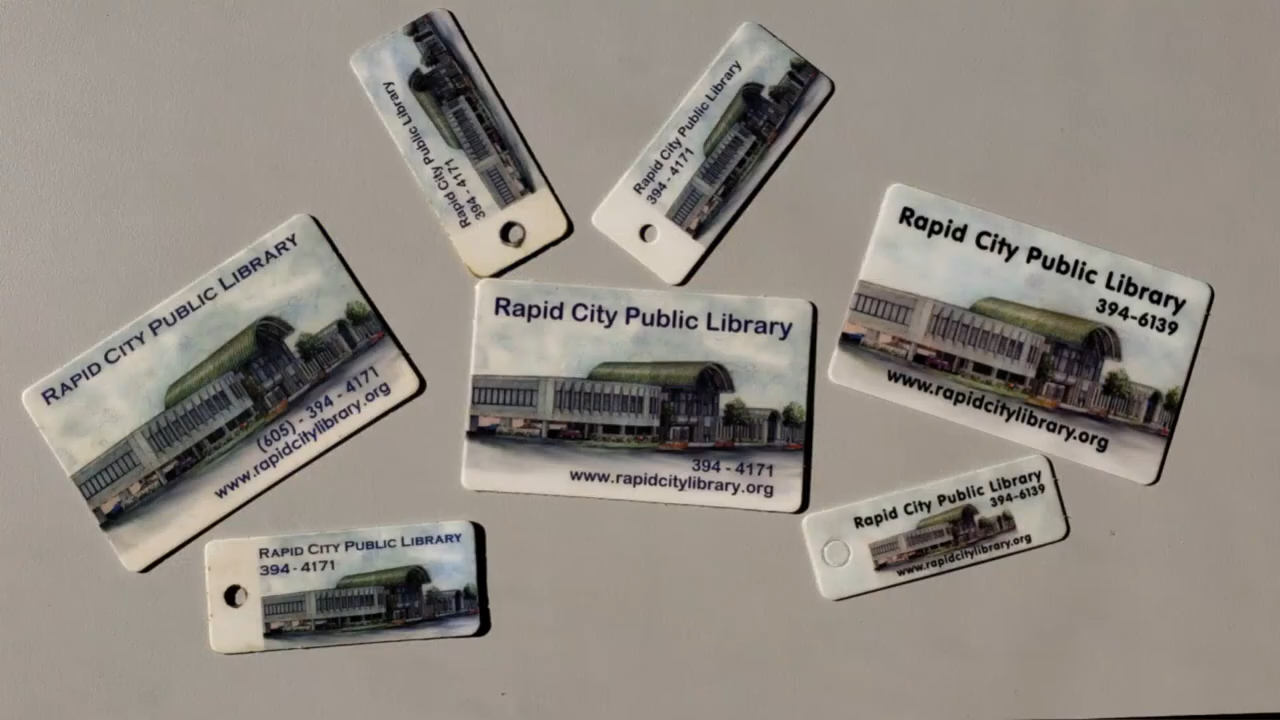 Rapid City Public Library
394 - 4171
Rapid City Public Library
394 - 4171
RAPID CITY PUBLIC LIBRARY
(605) - 394 - 4171
www.rapidcitylibrary.org
Rapid City Public Library
394 - 4171
www.rapidcitylibrary.org
Rapid City Public Library
394-6139
www.rapidcitylibrary.org
RAPID CITY PUBLIC LIBRARY
394 - 4171
Rapid City Public Library
394-6139
www.rapidcitylibrary.org